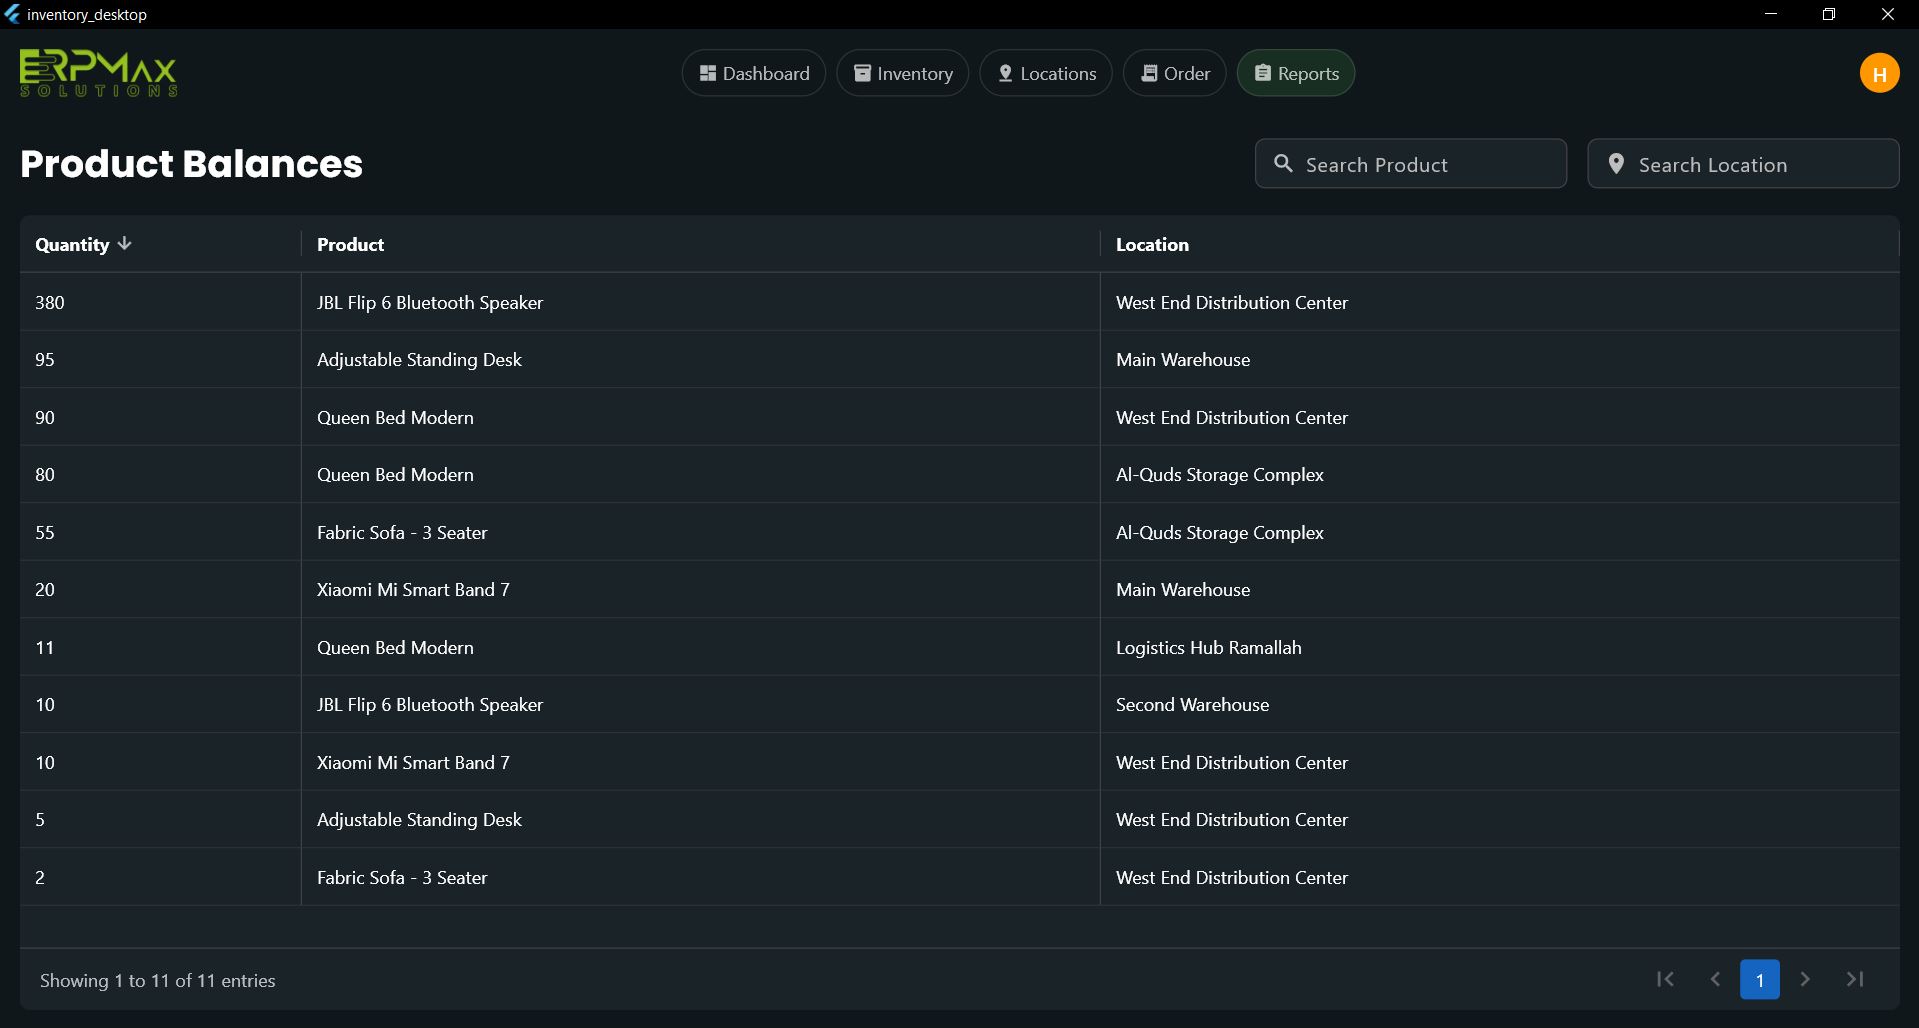 inventory_desktop
ERPMAX
SOLUTIONS
Dashboard
Inventory
Locations
Order
Reports
H
Product Balances
Search Product
Search Location
Quantity Product Location
380 JBL Flip 6 Bluetooth Speaker West End Distribution Center
95 Adjustable Standing Desk Main Warehouse
90 Queen Bed Modern West End Distribution Center
80 Queen Bed Modern Al-Quds Storage Complex
55 Fabric Sofa - 3 Seater Al-Quds Storage Complex
20 Xiaomi Mi Smart Band 7 Main Warehouse
11 Queen Bed Modern Logistics Hub Ramallah
10 JBL Flip 6 Bluetooth Speaker Second Warehouse
10 Xiaomi Mi Smart Band 7 West End Distribution Center
5 Adjustable Standing Desk West End Distribution Center
2 Fabric Sofa - 3 Seater West End Distribution Center
Showing 1 to 11 of 11 entries
1